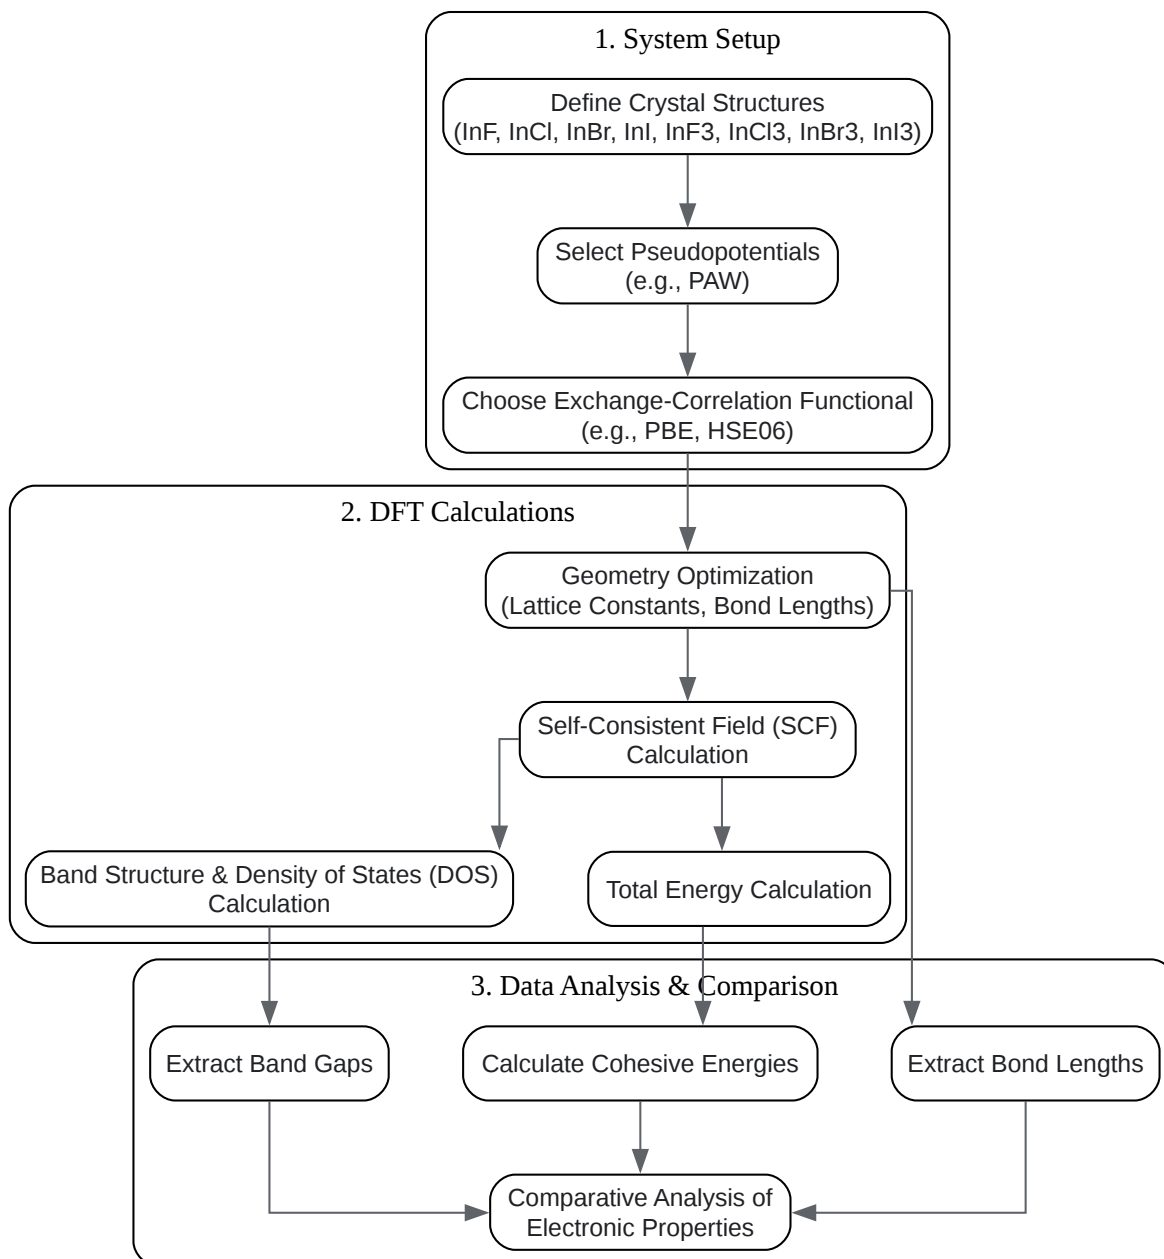 1. System Setup
Define Crystal Structures
(InF, InCl, InBr, InI, InF3, InCl3, InBr3, InI3)
Select Pseudopotentials
(e.g., PAW)
Choose Exchange-Correlation Functional
(e.g., PBE, HSE06)
2. DFT Calculations
Geometry Optimization
(Lattice Constants, Bond Lengths)
Self-Consistent Field (SCF)
Calculation
Band Structure & Density of States (DOS)
Calculation
Total Energy Calculation
3. Data Analysis & Comparison
Extract Band Gaps
Calculate Cohesive Energies
Extract Bond Lengths
Comparative Analysis of
Electronic Properties